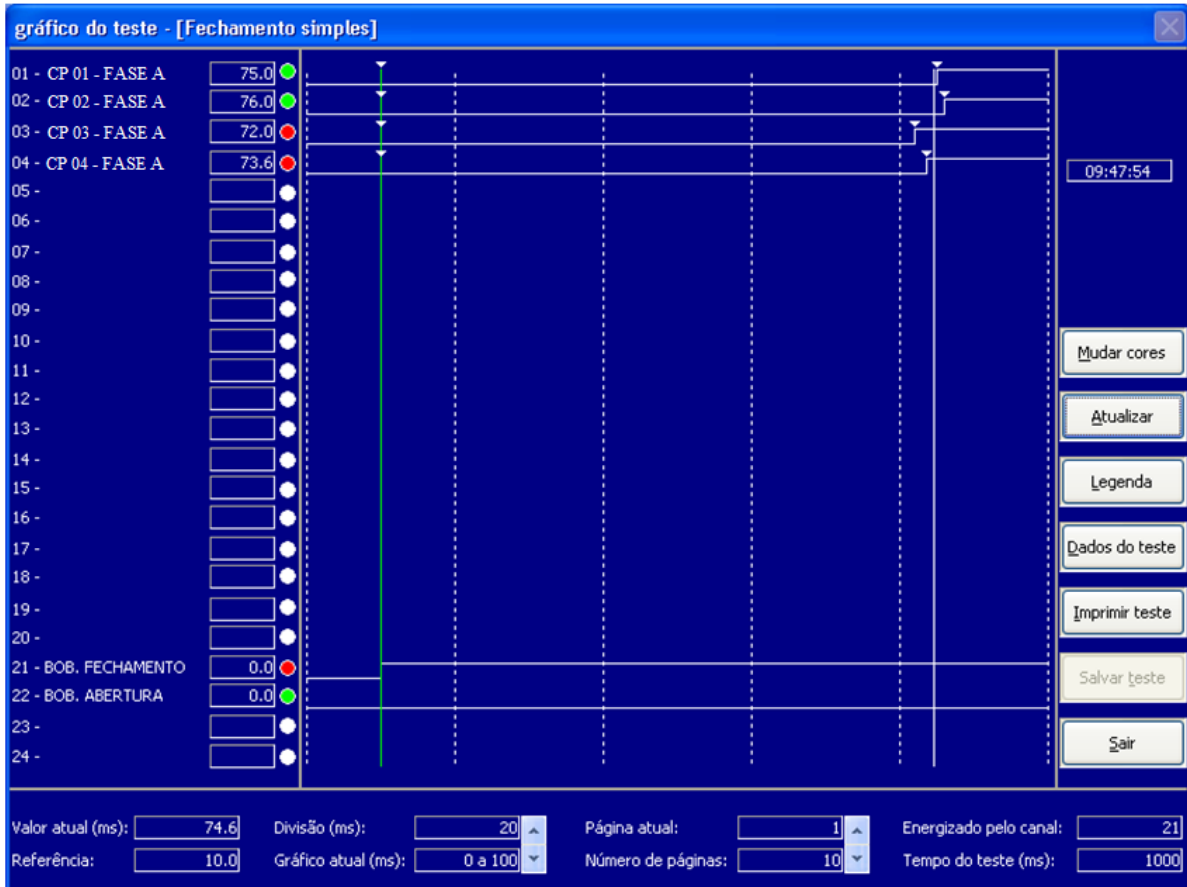 gráfico do teste - [Fechamento simples]
01 - CP 01 - FASE A 75.0
02 - CP 02 - FASE A 76.0
03 - CP 03 - FASE A 72.0
04 - CP 04 - FASE A 73.6
05 -
06 -
07 -
08 -
09 -
10 -
11 -
12 -
13 -
14 -
15 -
16 -
17 -
18 -
19 -
20 -
21 - BOB. FECHAMENTO 0.0
22 - BOB. ABERTURA 0.0
23 -
24 -
09:47:54
Mudar cores
Atualizar
Legenda
Dados do teste
Imprimir teste
Salvar teste
Sair
Valor atual (ms): 74.6 Divisão (ms): 20 Página atual: 1 Energizado pelo canal: 21
Referência: 10.0 Gráfico atual (ms): 0 a 100 Número de páginas: 10 Tempo do teste (ms): 1000